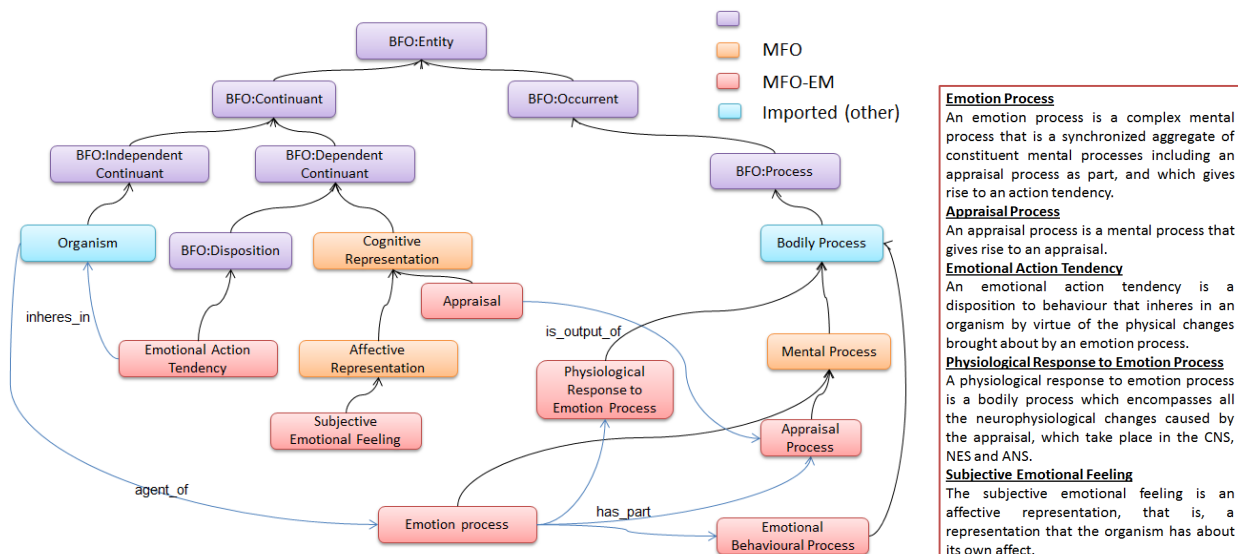 BFO:Entity
MFO
MFO-EM
Imported (other)
BFO:Continuant
BFO:Occurrent
BFO:Independent
Continuant
BFO:Dependent
Continuant
BFO:Process
Organism
BFO:Disposition
Cognitive
Representation
Bodily Process
Appraisal
inheres_in
is_output_of
Emotional Action
Tendency
Affective
Representation
Mental Process
Physiological
Response to
Emotion Process
Subjective
Emotional Feeling
Appraisal
Process
agent_of
has_part
Emotion process
Emotional
Behavioural Process
Emotion Process
An emotion process is a complex mental
process that is a synchronized aggregate of
constituent mental processes including an
appraisal process as part, and which gives
rise to an action tendency.
Appraisal Process
An appraisal process is a mental process that
gives rise to an appraisal.
Emotional Action Tendency
An emotional action tendency is a
disposition to behaviour that inheres in an
organism by virtue of the physical changes
brought about by an emotion process.
Physiological Response to Emotion Process
A physiological response to emotion process
is a bodily process which encompasses all
the neurophysiological changes caused by
the appraisal, which take place in the CNS,
NES and ANS.
Subjective Emotional Feeling
The subjective emotional feeling is an
affective representation, that is, a
representation that the organism has about
its own affect.